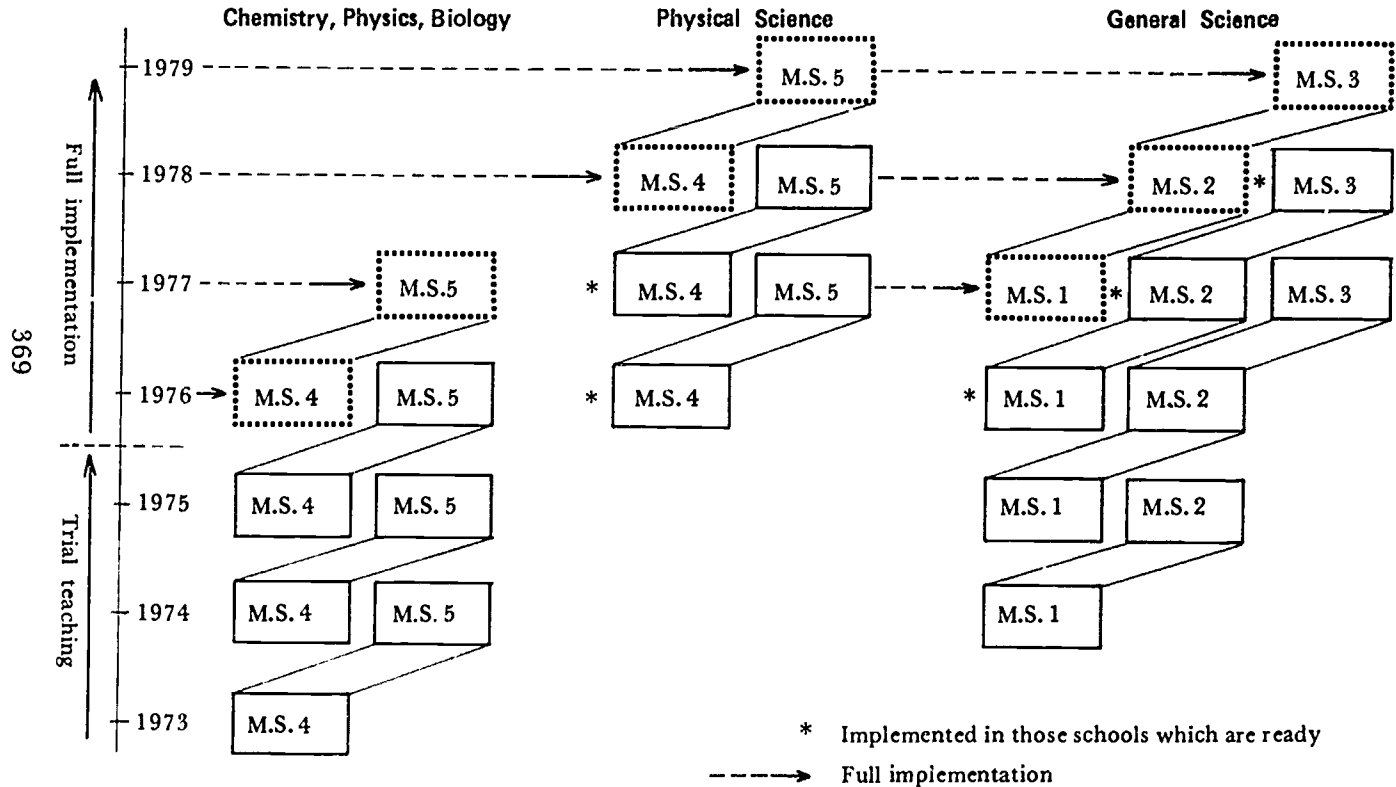 Chemistry, Physics, Biology Physical Science General Science
1979 M.S. 5 M.S. 3
1978 M.S. 4 M.S. 5 M.S. 2 * M.S. 3
1977 M.S.5 * M.S. 4 M.S. 5 M.S. 1 * M.S. 2 M.S. 3
1976 M.S. 4 M.S. 5 * M.S. 4 * M.S. 1 M.S. 2
1975 M.S. 4 M.S. 5 M.S. 1 M.S. 2
1974 M.S. 4 M.S. 5 M.S. 1
1973 M.S. 4
Full implementation
Trial teaching
369
* Implemented in those schools which are ready
Full implementation